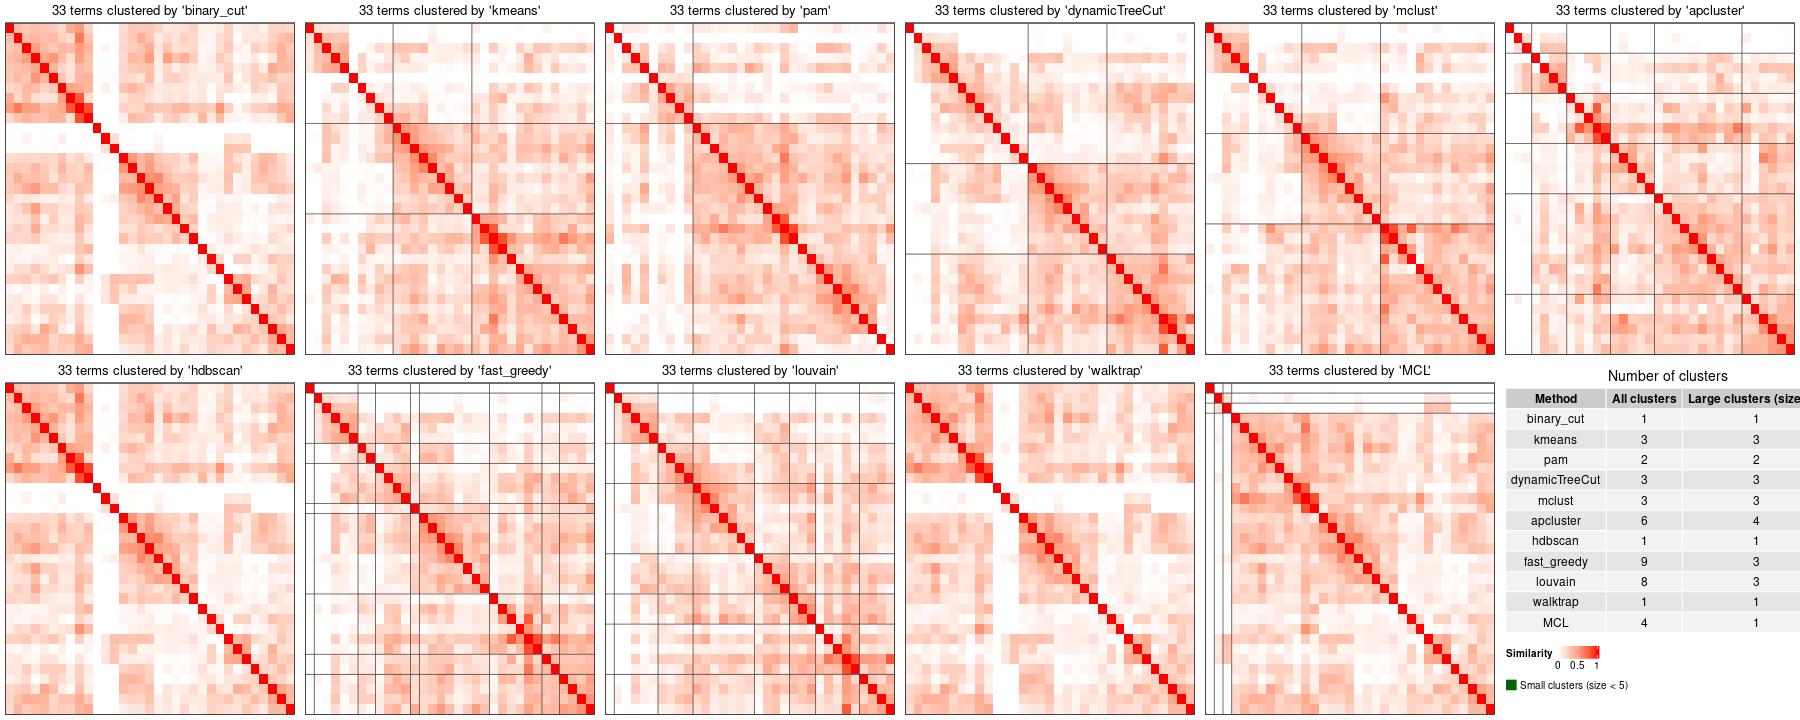 33 terms clustered by 'binary_cut'
33 terms clustered by 'kmeans'
33 terms clustered by 'pam'
33 terms clustered by 'dynamicTreeCut'
33 terms clustered by 'mclust'
33 terms clustered by 'apcluster'
33 terms clustered by 'hdbscan'
33 terms clustered by 'fast_greedy'
33 terms clustered by 'louvain'
33 terms clustered by 'walktrap'
33 terms clustered by 'MCL'
Number of clusters
Method All clusters Large clusters (size
binary_cut 1 1
kmeans 3 3
pam 2 2
dynamicTreeCut 3 3
mclust 3 3
apcluster 6 4
hdbscan 1 1
fast_greedy 9 3
louvain 8 3
walktrap 1 1
MCL 4 1
Similarity
0 0.5 1
Small clusters (size < 5)